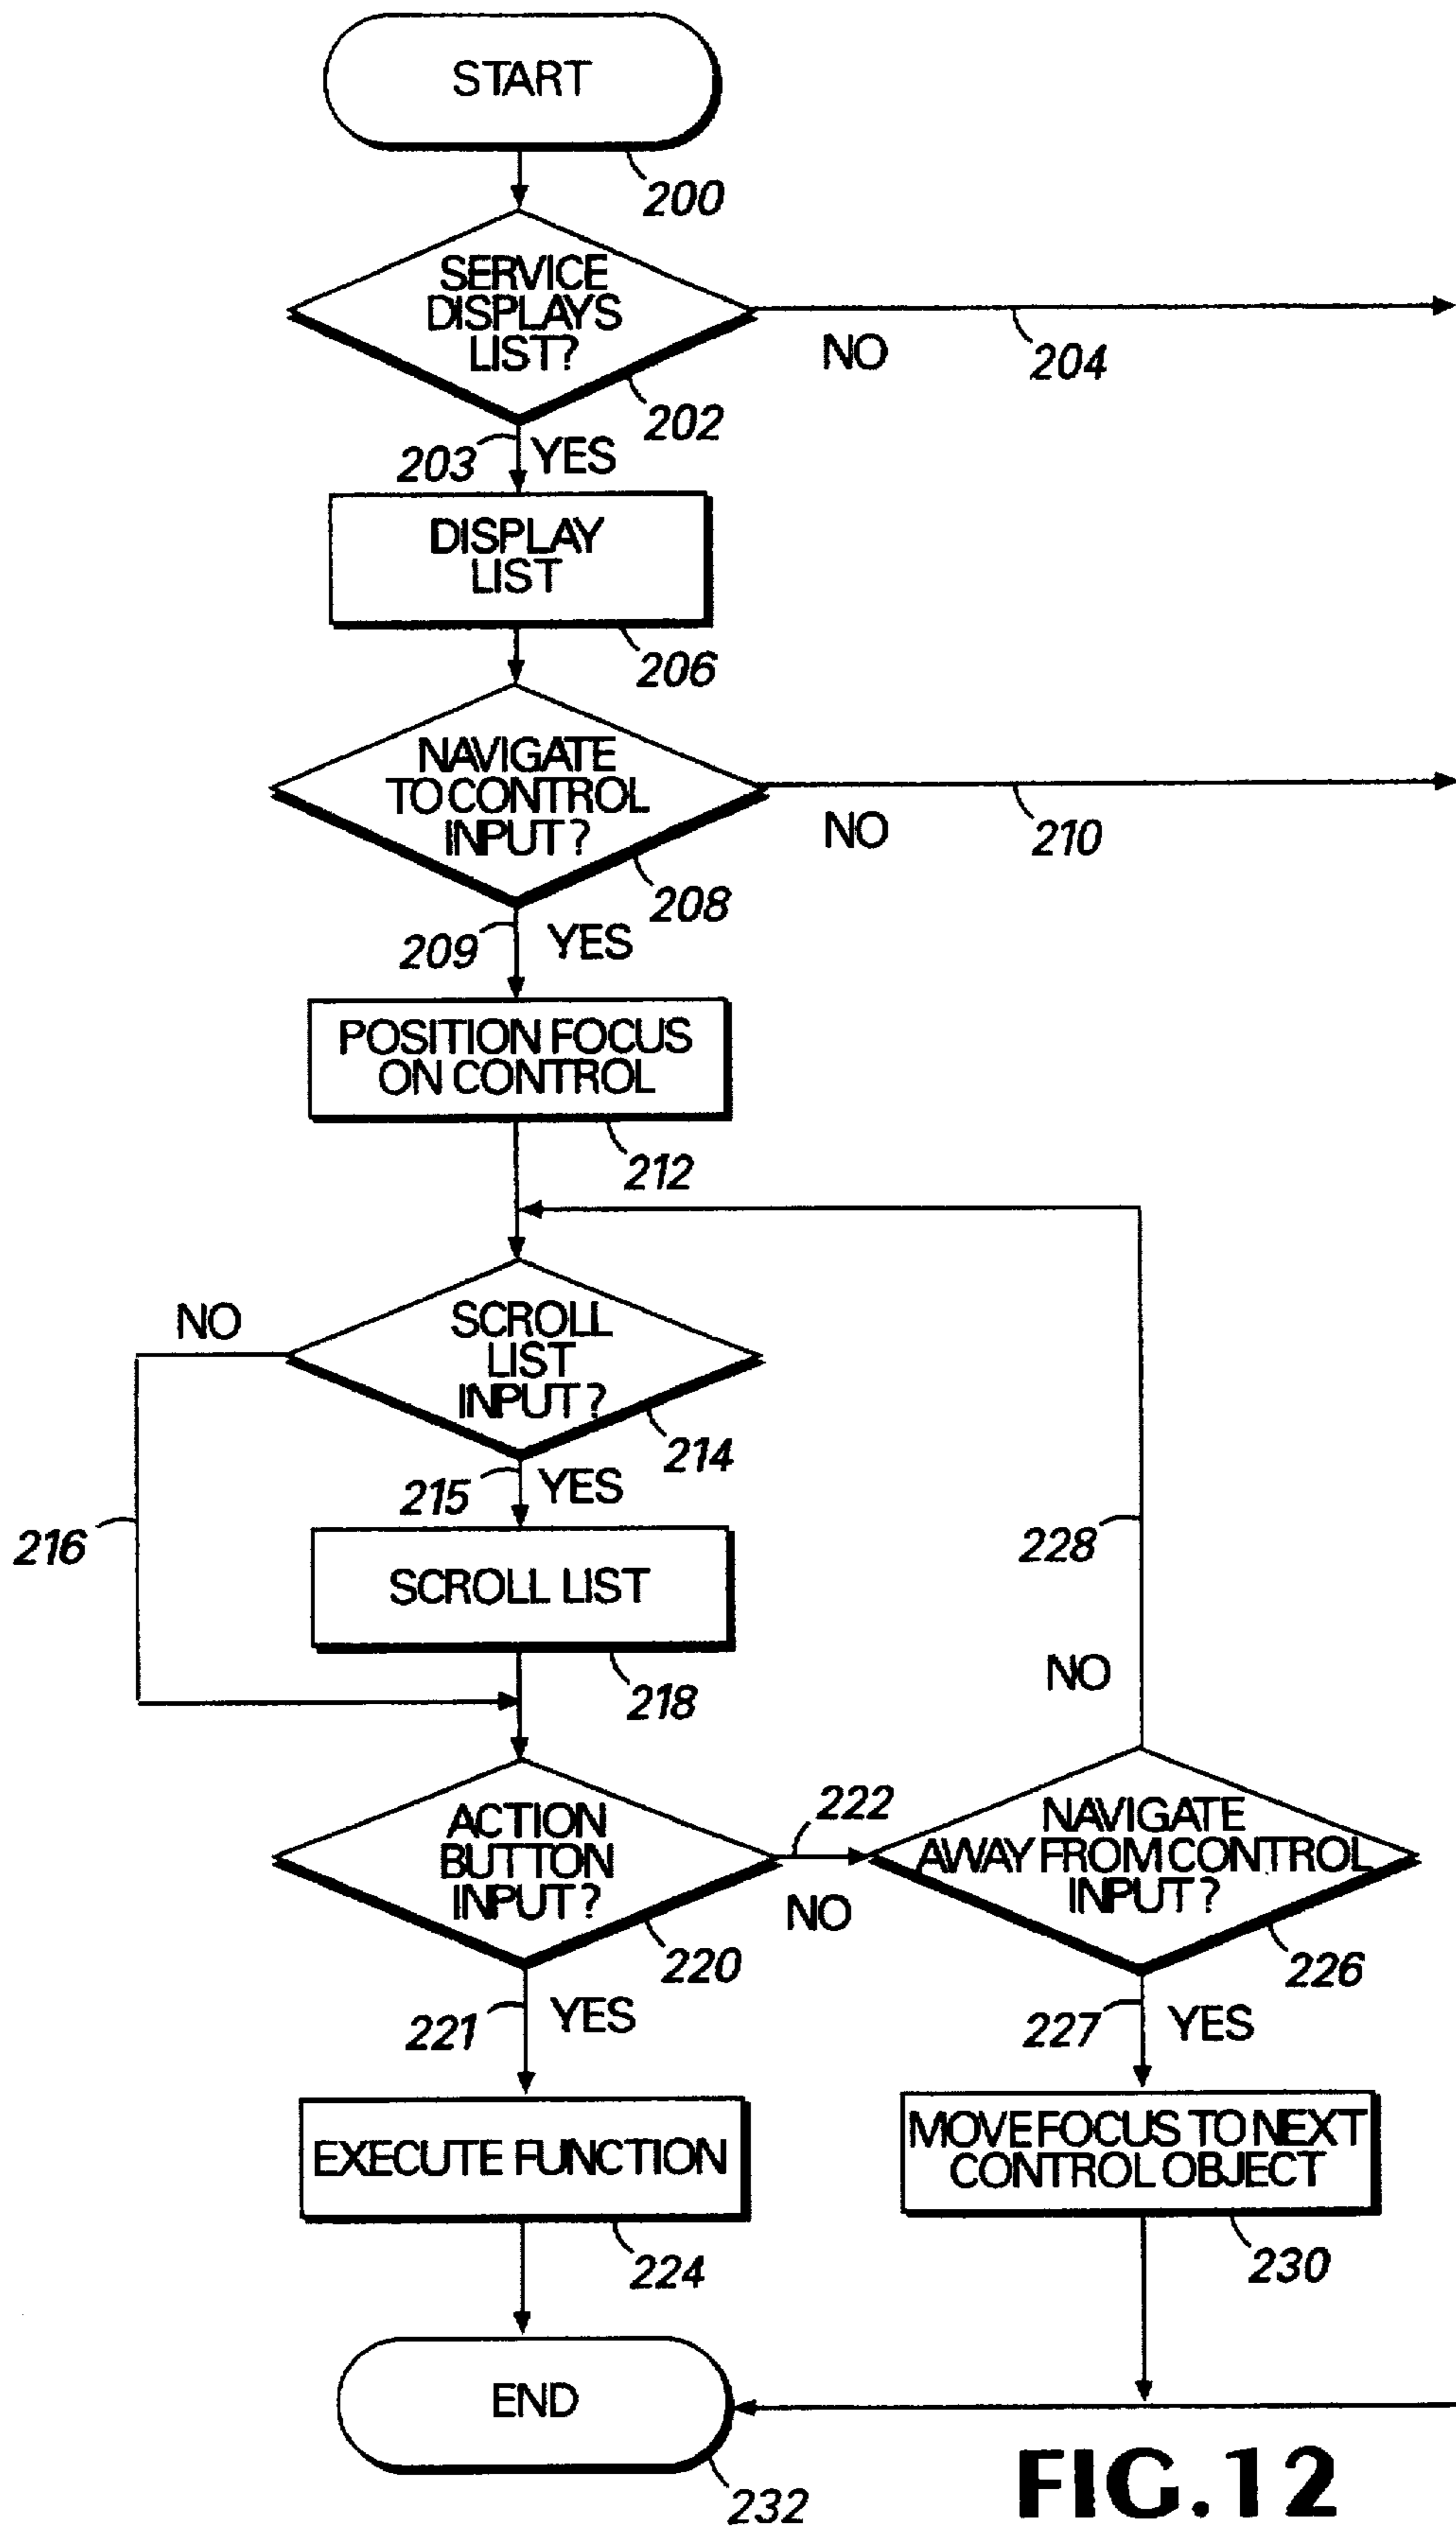 START
200
SERVICE
DISPLAYS
LIST?
NO
204
202
203
YES
DISPLAY
LIST
206
NAVIGATE
TO CONTROL
INPUT?
NO
210
208
209
YES
POSITION FOCUS
ON CONTROL
212
NO
SCROLL
LIST
INPUT?
214
215
YES
216
228
SCROLL LIST
218
NO
ACTION
BUTTON
INPUT?
222
NO
NAVIGATE
AWAY FROM CONTROL
INPUT?
220
226
221
YES
227
YES
EXECUTE FUNCTION
224
MOVE FOCUS TO NEXT
CONTROL OBJECT
230
END
232
FIG.12